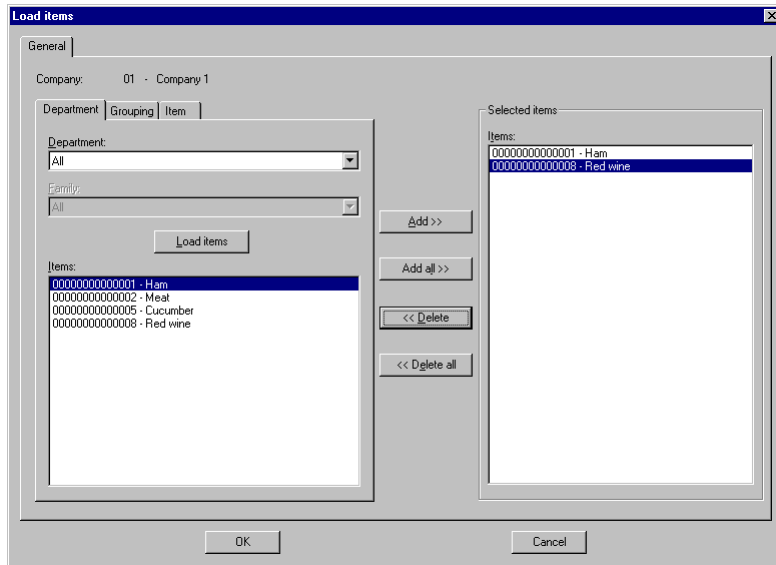 Load items
General
Company: 01 - Company 1
Department Grouping Item
Department:
All
Family:
All
Load items
Items:
00000000000001 - Ham
00000000000002 - Meat
00000000000005 - Cucumber
00000000000008 - Red wine
Add >>
Add all >>
<< Delete
<< Delete all
Selected items
Items:
00000000000001 - Ham
00000000000008 - Red wine
OK
Cancel